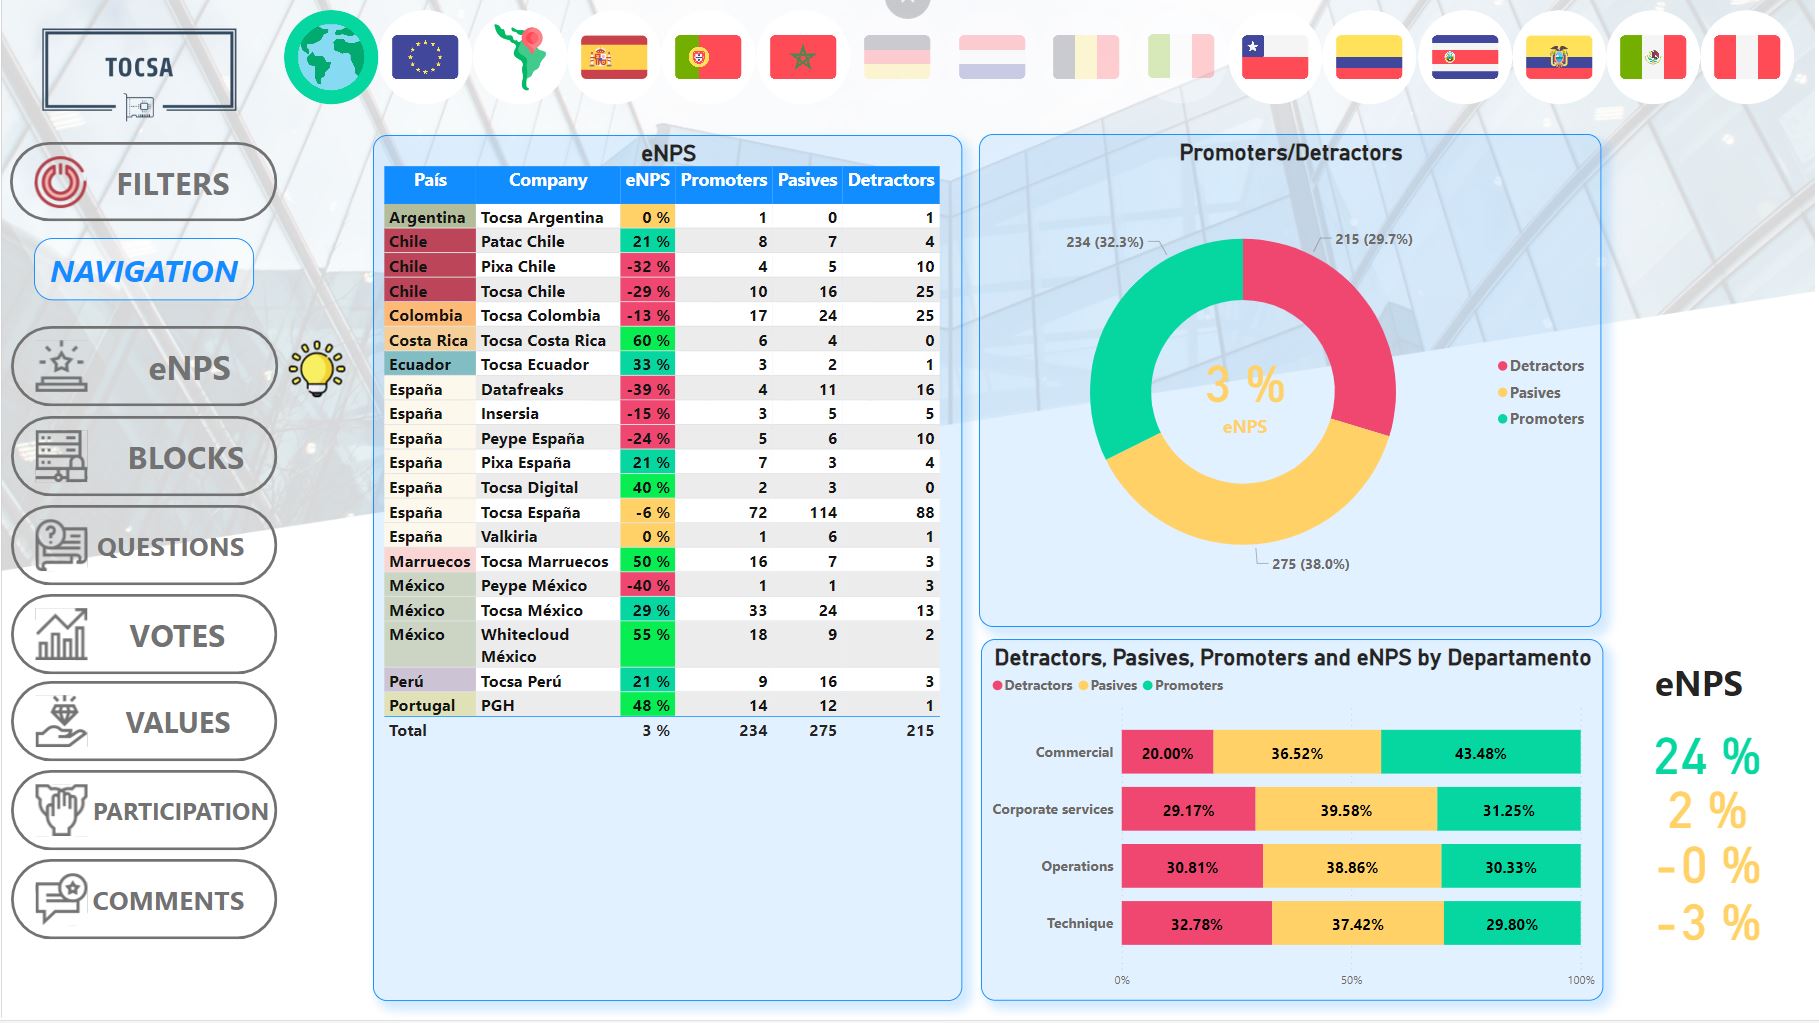 TOCSA
FILTERS
NAVIGATION
eNPS
BLOCKS
QUESTIONS
VOTES
VALUES
PARTICIPATION
COMMENTS
eNPS
País Company eNPS Promoters Pasives Detractors
Argentina Tocsa Argentina 0 % 1 0 1
Chile Patac Chile 21 % 8 7 4
Chile Pixa Chile -32 % 4 5 10
Chile Tocsa Chile -29 % 10 16 25
Colombia Tocsa Colombia -13 % 17 24 25
Costa Rica Tocsa Costa Rica 60 % 6 4 0
Ecuador Tocsa Ecuador 33 % 3 2 1
España Datafreaks -39 % 4 11 16
España Insersia -15 % 3 5 5
España Peype España -24 % 5 6 10
España Pixa España 21 % 7 3 4
España Tocsa Digital 40 % 2 3 0
España Tocsa España -6 % 72 114 88
España Valkiria 0 % 1 6 1
Marruecos Tocsa Marruecos 50 % 16 7 3
México Peype México -40 % 1 1 3
México Tocsa México 29 % 33 24 13
México Whitecloud 55 % 18 9 2
México
Perú Tocsa Perú 21 % 9 16 3
Portugal PGH 48 % 14 12 1
Total 3 % 234 275 215
Promoters/Detractors
234 (32.3%)
215 (29.7%)
3 %
eNPS
275 (38.0%)
Detractors
Pasives
Promoters
Detractors, Pasives, Promoters and eNPS by Departamento
Detractors Pasives Promoters
Commercial 20.00% 36.52% 43.48%
Corporate services 29.17% 39.58% 31.25%
Operations 30.81% 38.86% 30.33%
Technique 32.78% 37.42% 29.80%
0% 50% 100%
eNPS
24 %
2 %
-0 %
-3 %